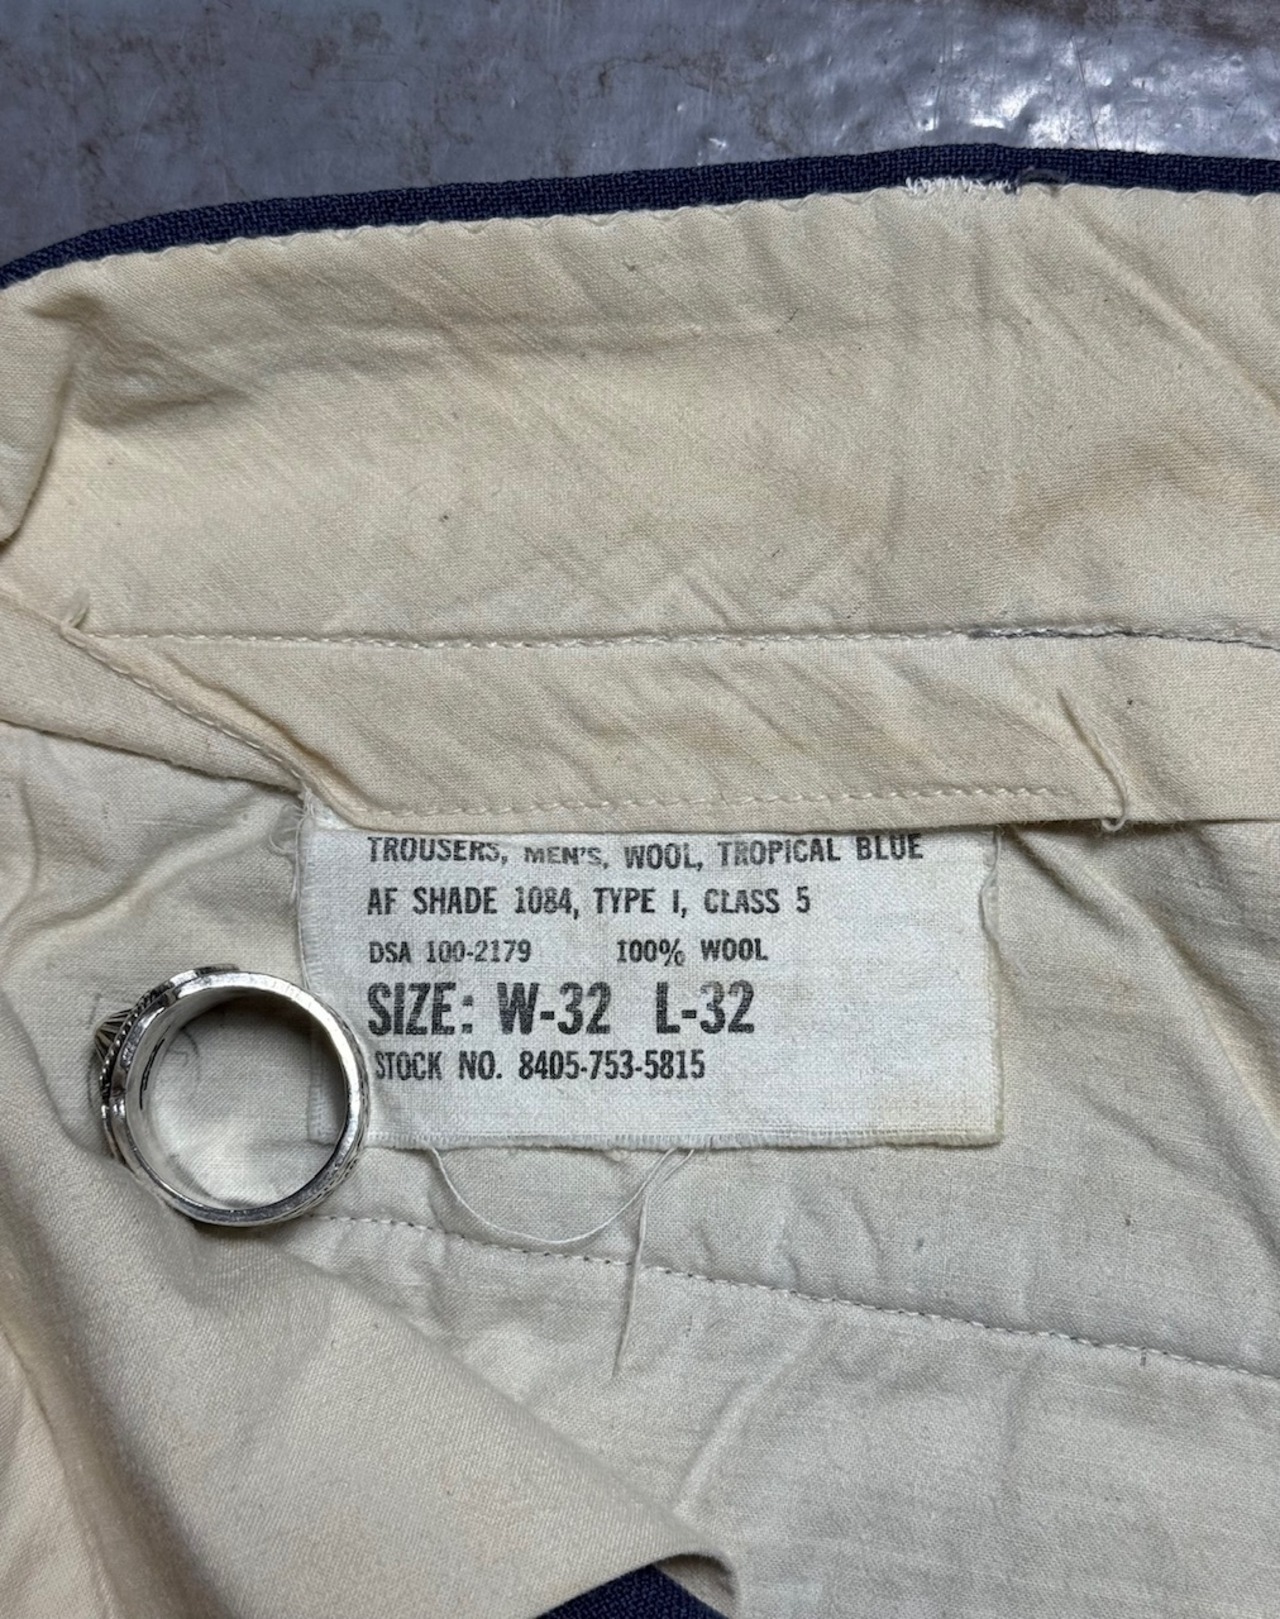 TROUSERS, MEN'S, WOOL, TROPICAL BLUE
AF SHADE 1084, TYPE I, CLASS 5
DSA 100-2179 100% WOOL
SIZE: W-32 L-32
STOCK NO. 8405-753-5815